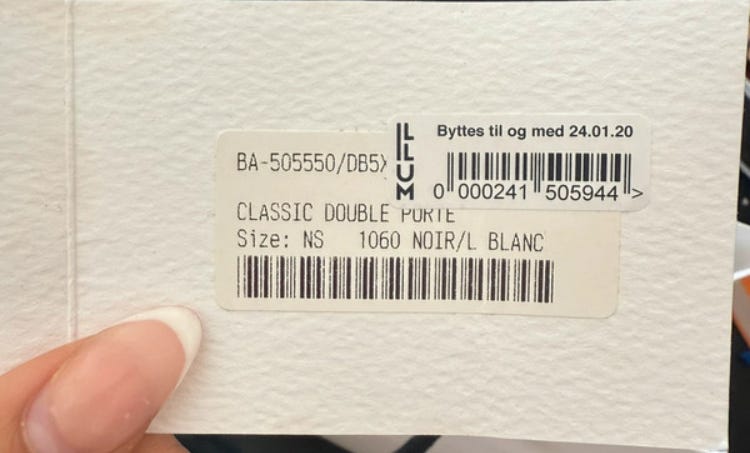 Byttes til og med 24.01.20
ILLUM
0 000241 505944 >
BA-505550/DB5X
CLASSIC DOUBLE PORTE
Size: NS 1060 NOIR/L BLANC